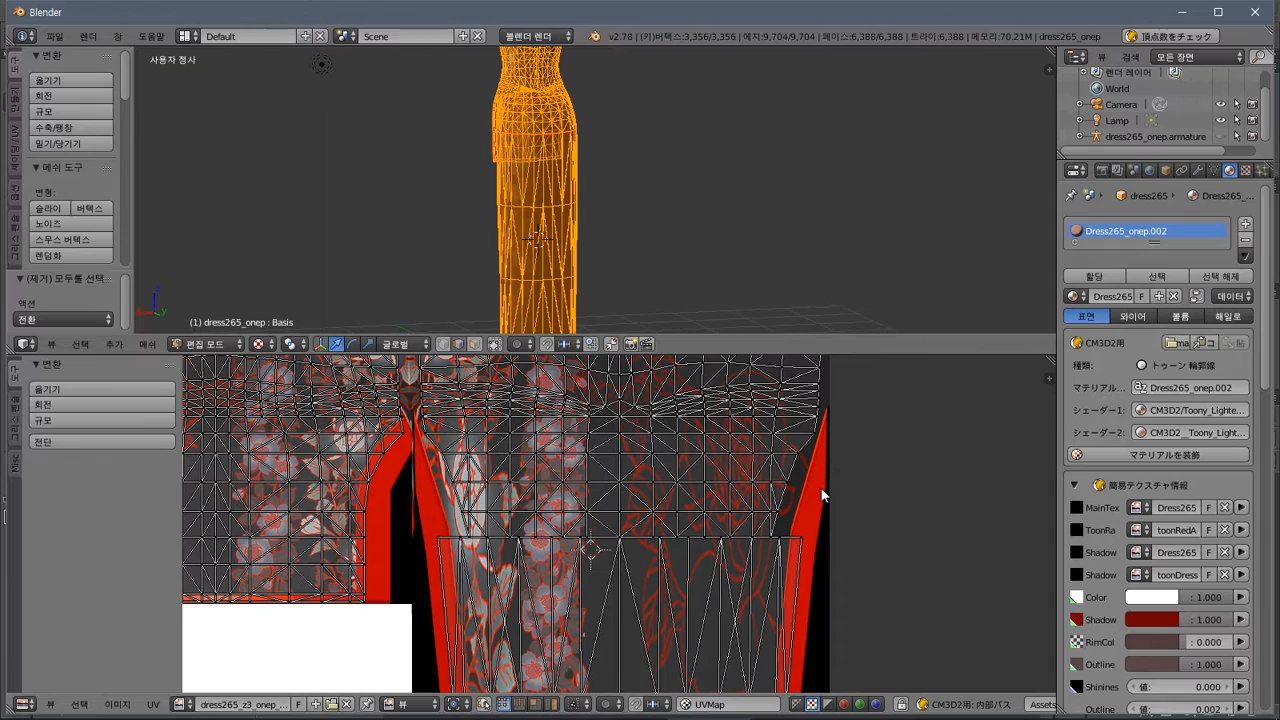 Blender
파일 렌더 창 도움말 Default Scene 블렌더 렌더 v2.78 | (키)버텍스:3,356/3,356 | 에지:9,704/9,704 | 페이스:6,388/6,388 | 트라이:6,388 | 메모리:70.21M | dress265_onep 頂点数をチェック
변환
옮기기
회전
규모
수축/팽창
밀기/당기기
메쉬 도구
변형:
슬라이 버텍스
노이즈
스무스 버텍스
랜덤화
(제거) 모두를 선택
액션
전환
사용자 정사
(1) dress265_onep : Basis
뷰 선택 추가 메쉬 편집 모드 글로벌
변환
옮기기
회전
규모
전단
Misc
뷰 선택 이미지 UV dress265_z3_onep_... F 뷰 UVMap CM3D2用: 内部パス Assets
뷰 검색 모든 장면
렌더 레이어
World
Camera
Lamp
dress265_onep.armature
dress265 Dress265_...
Dress265_onep.002
할당 선택 선택 해제
Dress265 F 데이터
표면 와이어 볼륨 해일로
CM3D2用
種類: トゥーン 輪郭線
マテリアル... Dress265_onep.002
シェーダー1: CM3D2/Toony_Lighte...
シェーダー2: CM3D2__Toony_Light...
マテリアルを装飾
簡易テクスチャ情報
MainTex Dress265 F
ToonRa toonRedA F
Shadow Dress265 F
Shadow toonDress F
Color : 1.000
Shadow : 1.000
RimCol : 0.000
Outline : 1.000
Shinines 値: 0.000
Outline 値: 0.002